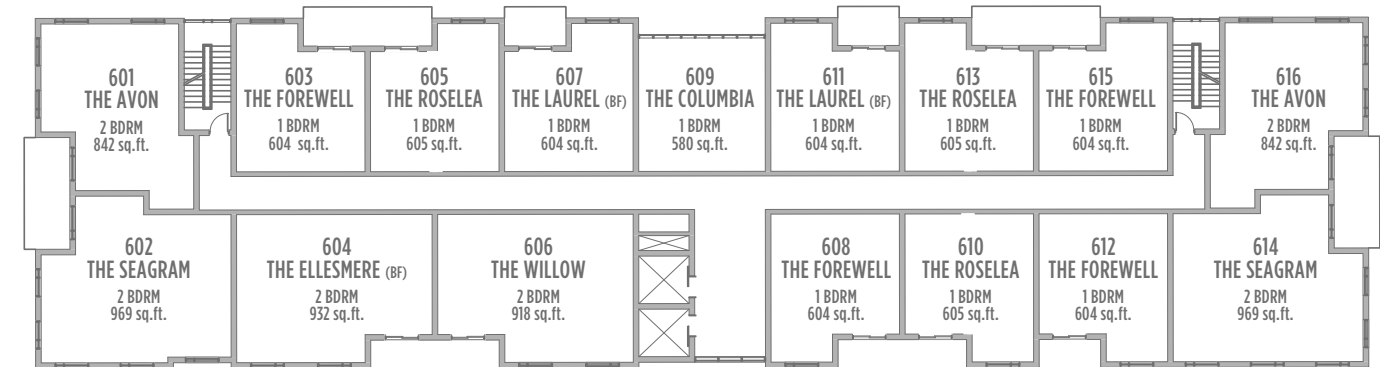 601
THE AVON
2 BDRM
842 sq.ft.
603
THE FOREWELL
1 BDRM
604 sq.ft.
605
THE ROSELEA
1 BDRM
605 sq.ft.
607
THE LAUREL (BF)
1 BDRM
604 sq.ft.
609
THE COLUMBIA
1 BDRM
580 sq.ft.
611
THE LAUREL (BF)
1 BDRM
604 sq.ft.
613
THE ROSELEA
1 BDRM
605 sq.ft.
615
THE FOREWELL
1 BDRM
604 sq.ft.
616
THE AVON
2 BDRM
842 sq.ft.
602
THE SEAGRAM
2 BDRM
969 sq.ft.
604
THE ELLESMERE (BF)
2 BDRM
932 sq.ft.
606
THE WILLOW
2 BDRM
918 sq.ft.
608
THE FOREWELL
1 BDRM
604 sq.ft.
610
THE ROSELEA
1 BDRM
605 sq.ft.
612
THE FOREWELL
1 BDRM
604 sq.ft.
614
THE SEAGRAM
2 BDRM
969 sq.ft.